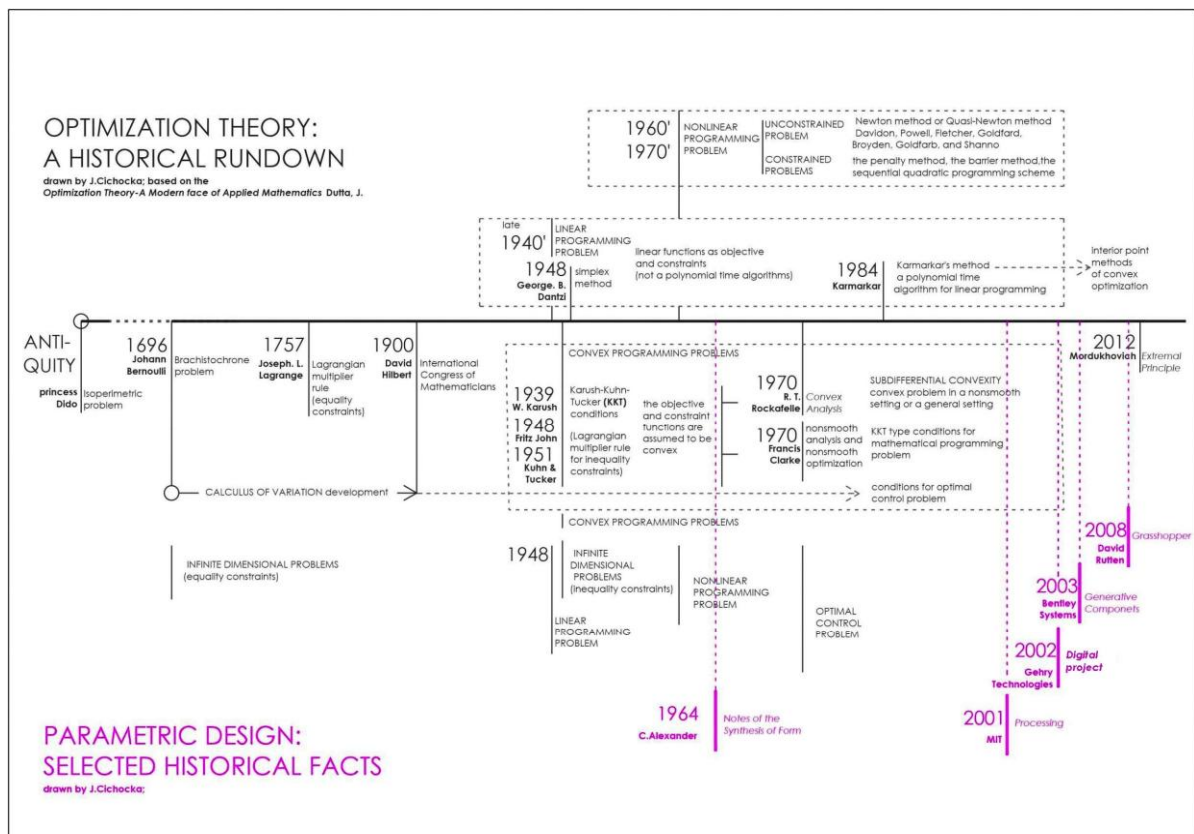 OPTIMIZATION THEORY:
A HISTORICAL RUNDOWN
drawn by J.Cichocka; based on the
Optimization Theory-A Modern face of Applied Mathematics Dutta, J.
1960'
1970'
NONLINEAR
PROGRAMMING
PROBLEM
UNCONSTRAINED
PROBLEM
Newton method or Quasi-Newton method
Davidon, Powell, Fletcher, Goldfard,
Broyden, Goldfarb, and Shanno
CONSTRAINED
PROBLEMS
the penalty method, the barrier method,the
sequential quadratic programming scheme
late
1940'
LINEAR
PROGRAMMING
PROBLEM
1948
George. B.
Dantzi
simplex
method
linear functions as objective
and constraints
(not a polynomial time algorithms)
1984
Karmarkar
Karmarkar's method
a polynomial time
algorithm for linear programming
interior point
methods
of convex
optimization
ANTI-
QUITY
princess
Dido
Isoperimetric
problem
1696
Johann
Bernoulli
Brachistochrone
problem
1757
Joseph. L.
Lagrange
Lagrangian
multiplier
rule
(equality
constraints)
1900
David
Hilbert
International
Congress of
Mathematicians
CONVEX PROGRAMMING PROBLEMS
1939
W. Karush
1948
Fritz John
1951
Kuhn &
Tucker
Karush-Kuhn-
Tucker (KKT)
conditions
(Lagrangian
multiplier rule
for inequality
constraints)
the objective
and constraint
functions are
assumed to be
convex
1970
R. T.
Rockafelle
Convex
Analysis
SUBDIFFERENTIAL CONVEXITY
convex problem in a nonsmooth
setting or a general setting
1970
Francis
Clarke
nonsmooth
analysis and
nonsmooth
optimization
KKT type conditions for
mathematical programming
problem
2012
Mordukhovich
Extremal
Principle
CALCULUS OF VARIATION development
conditions for optimal
control problem
CONVEX PROGRAMMING PROBLEMS
INFINITE DIMENSIONAL PROBLEMS
(equality constraints)
1948
INFINITE
DIMENSIONAL
PROBLEMS
(inequality constraints)
LINEAR
PROGRAMMING
PROBLEM
NONLINEAR
PROGRAMMING
PROBLEM
OPTIMAL
CONTROL
PROBLEM
2008
David
Rutten
Grasshopper
2003
Bentley
Systems
Generative
Componets
2002
Gehry
Technologies
Digital
project
2001
MIT
Processing
1964
C.Alexander
Notes of the
Synthesis of Form
PARAMETRIC DESIGN:
SELECTED HISTORICAL FACTS
drawn by J.Cichocka;